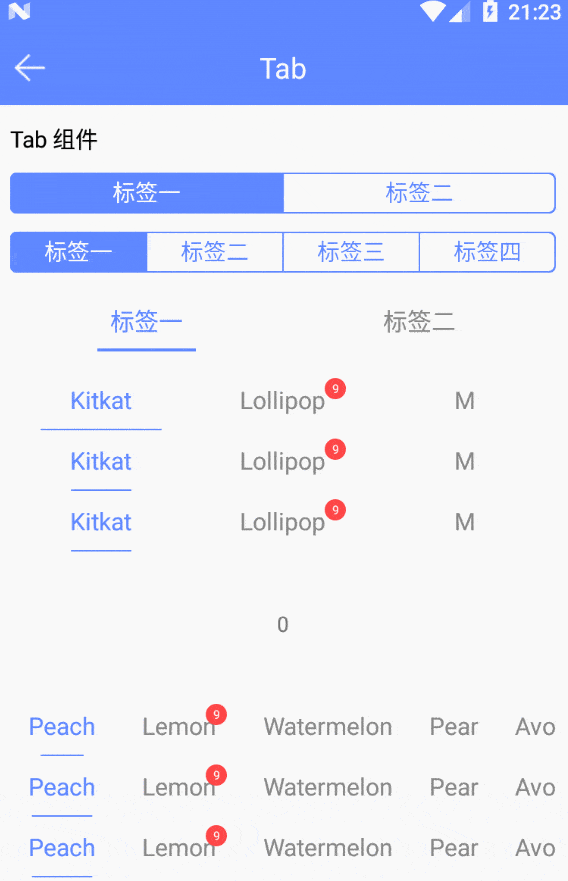 21:23
Tab
Tab 组件
标签一 标签二
标签一 标签二 标签三 标签四
标签一 标签二
Kitkat Lollipop 9 M
Kitkat Lollipop 9 M
Kitkat Lollipop 9 M
0
Peach Lemon 9 Watermelon Pear Avo
Peach Lemon 9 Watermelon Pear Avo
Peach Lemon 9 Watermelon Pear Avo